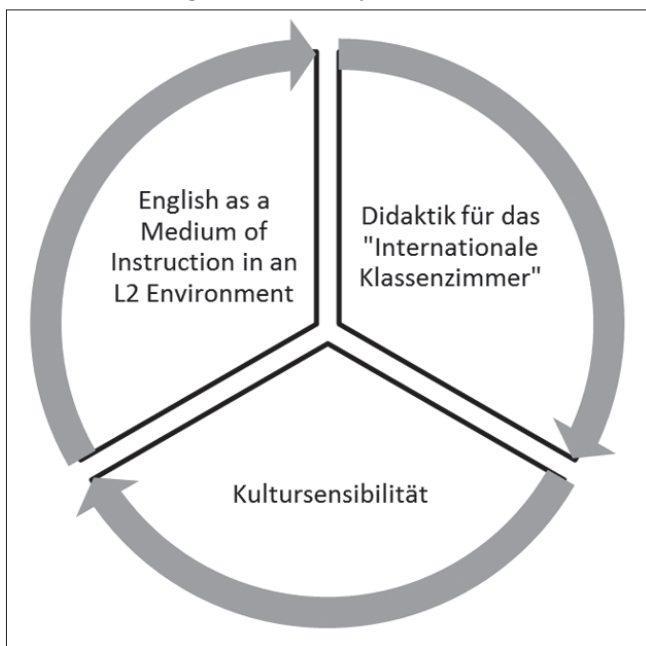 English as a
Medium of
Instruction in an
L2 Environment
Didaktik für das
"Internationale
Klassenzimmer"
Kultursensibilität